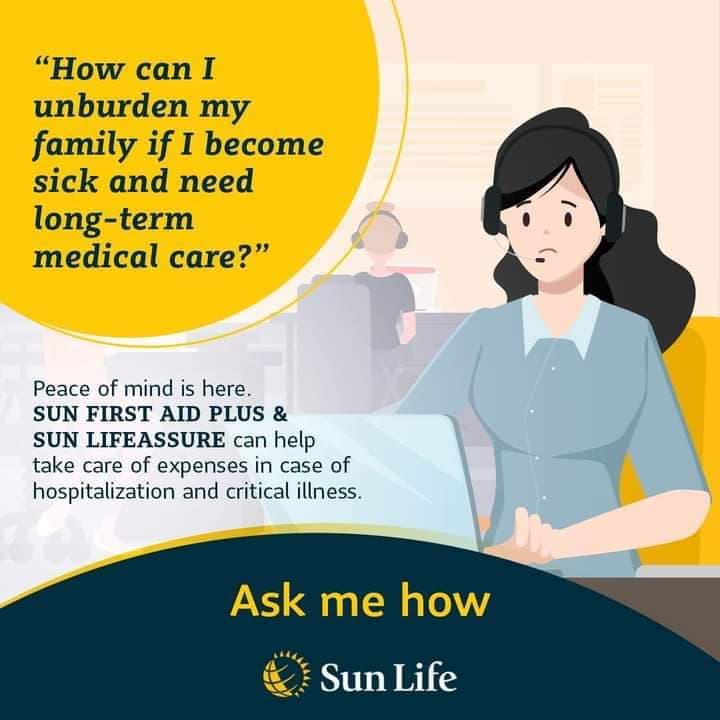 “How can I
unburden my
family if I become
sick and need
long-term
medical care?”
Peace of mind is here.
SUN FIRST AID PLUS &
SUN LIFEASSURE can help
take care of expenses in case of
hospitalization and critical illness.
Ask me how
Sun Life